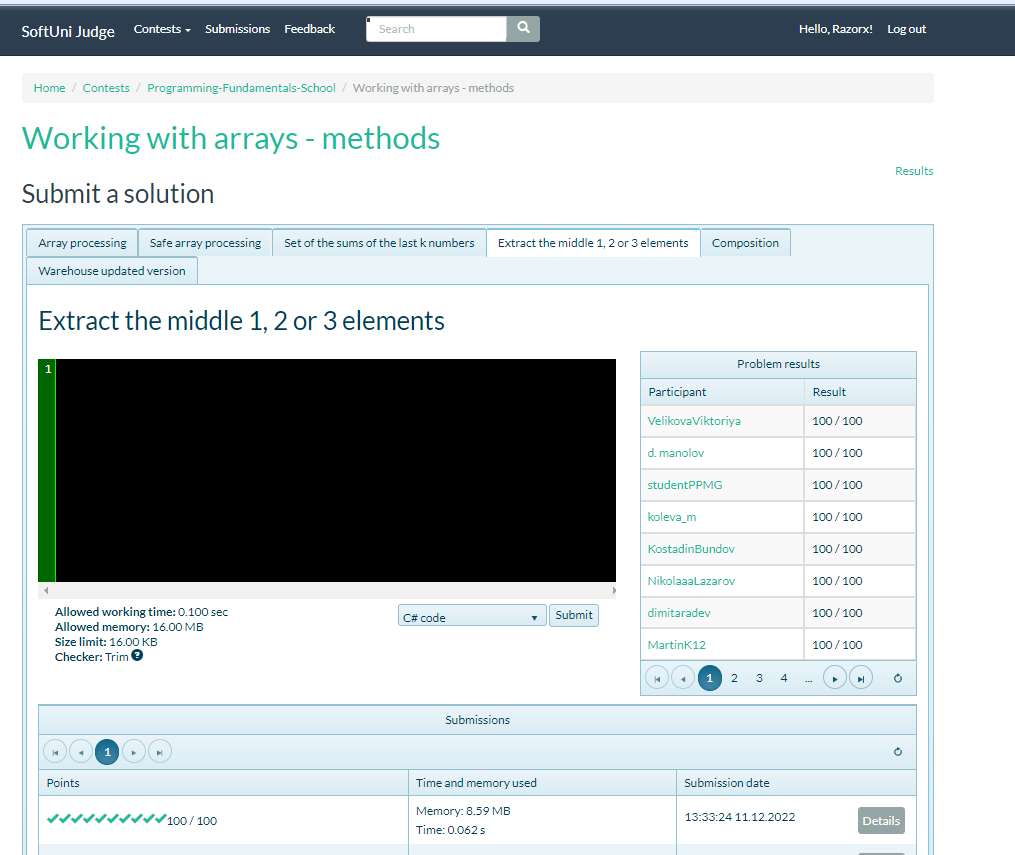 SoftUni Judge Contests Submissions Feedback Search Hello, Razorx! Log out
Home / Contests / Programming-Fundamentals-School / Working with arrays - methods
Working with arrays - methods
Results
Submit a solution
Array processing Safe array processing Set of the sums of the last k numbers Extract the middle 1, 2 or 3 elements Composition
Warehouse updated version
Extract the middle 1, 2 or 3 elements
1
Allowed working time: 0.100 sec
Allowed memory: 16.00 MB
Size limit: 16.00 KB
Checker: Trim ?
C# code Submit
Problem results
Participant Result
VelikovaViktoriya 100 / 100
d. manolov 100 / 100
studentPPMG 100 / 100
koleva_m 100 / 100
KostadinBundov 100 / 100
NikolaaaLazarov 100 / 100
dimitaradev 100 / 100
MartinK12 100 / 100
1 2 3 4 ...
Submissions
1
Points Time and memory used Submission date
100 / 100 Memory: 8.59 MB 13:33:24 11.12.2022 Details
Time: 0.062 s